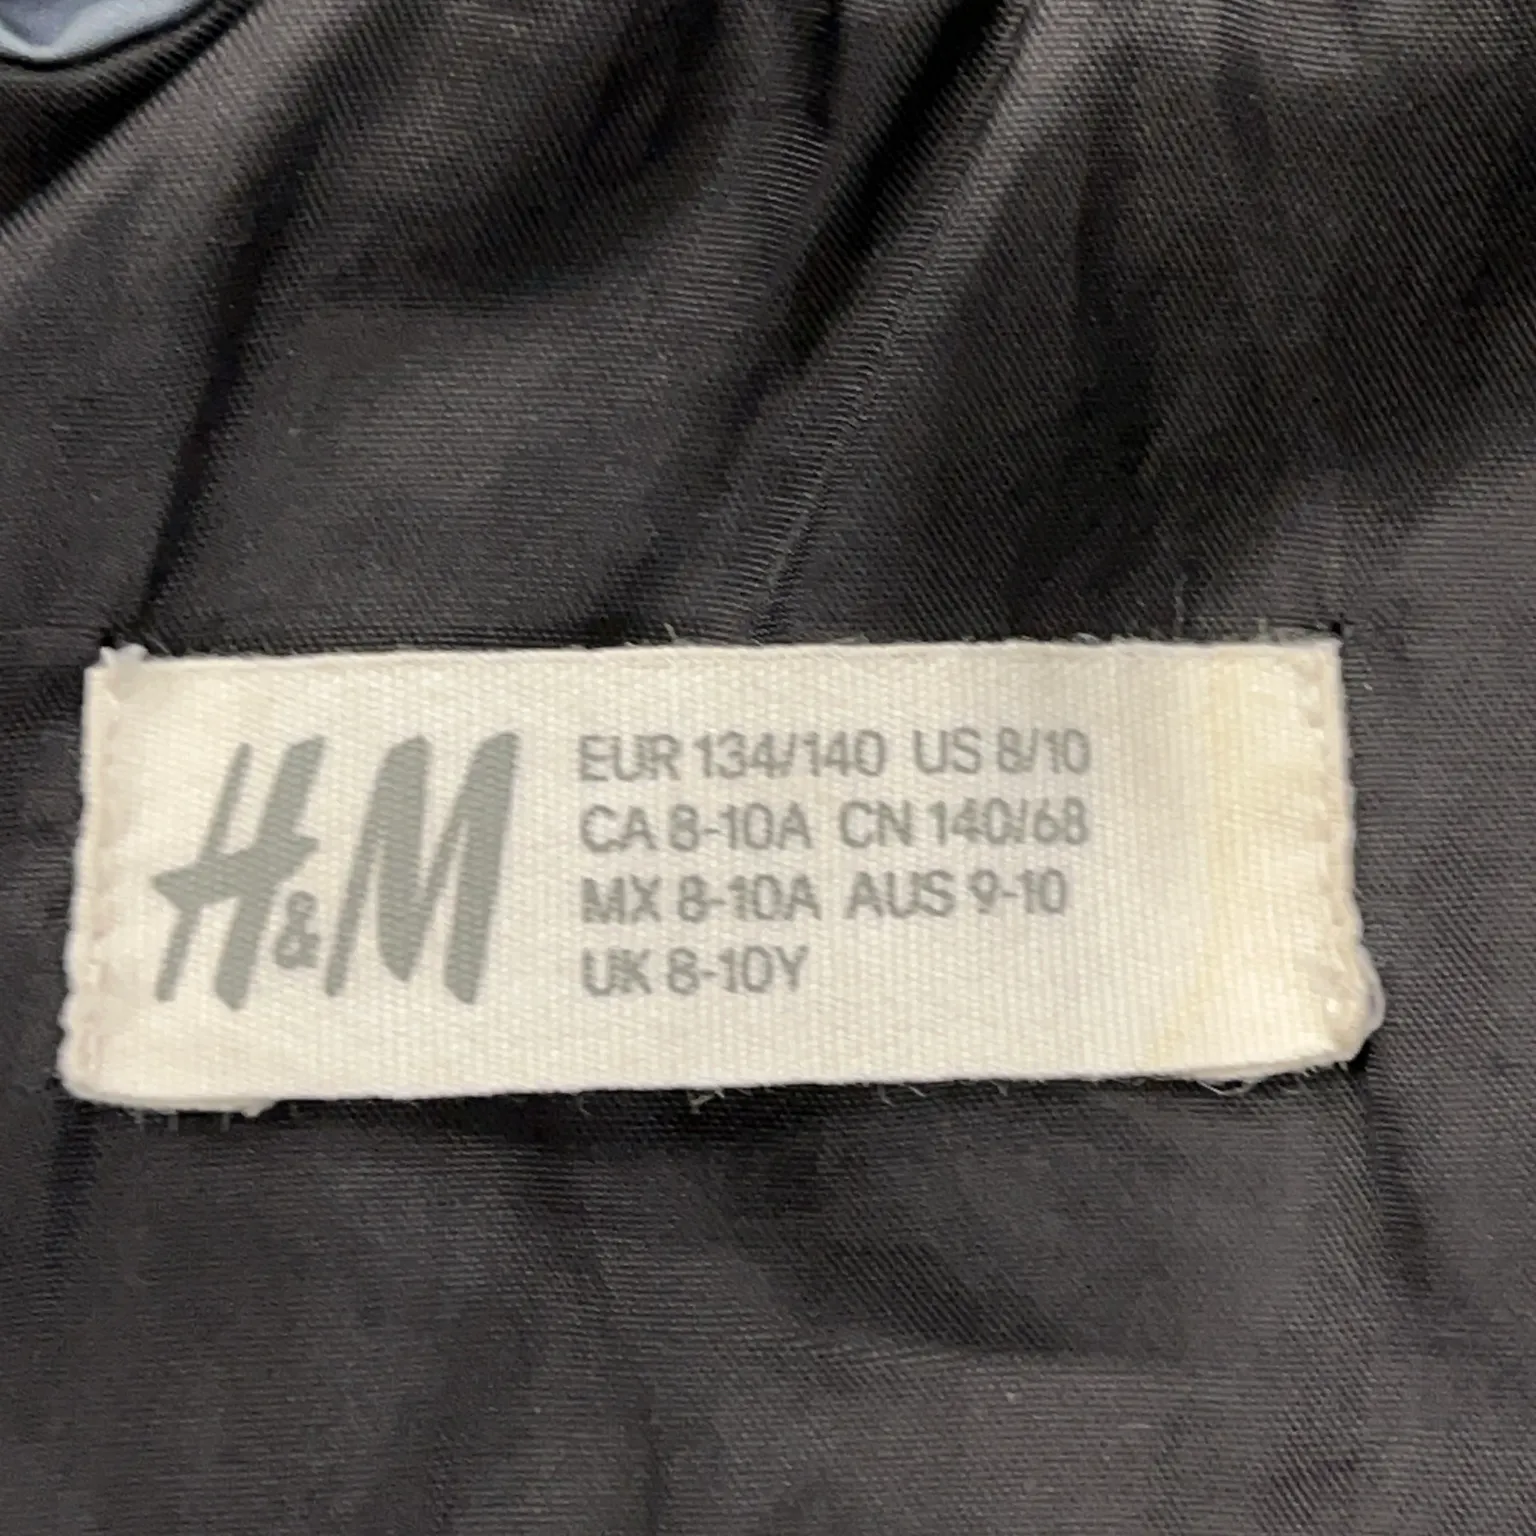 H&M
EUR 134/140 US 8/10
CA 8-10A CN 140/68
MX 8-10A AUS 9-10
UK 8-10Y